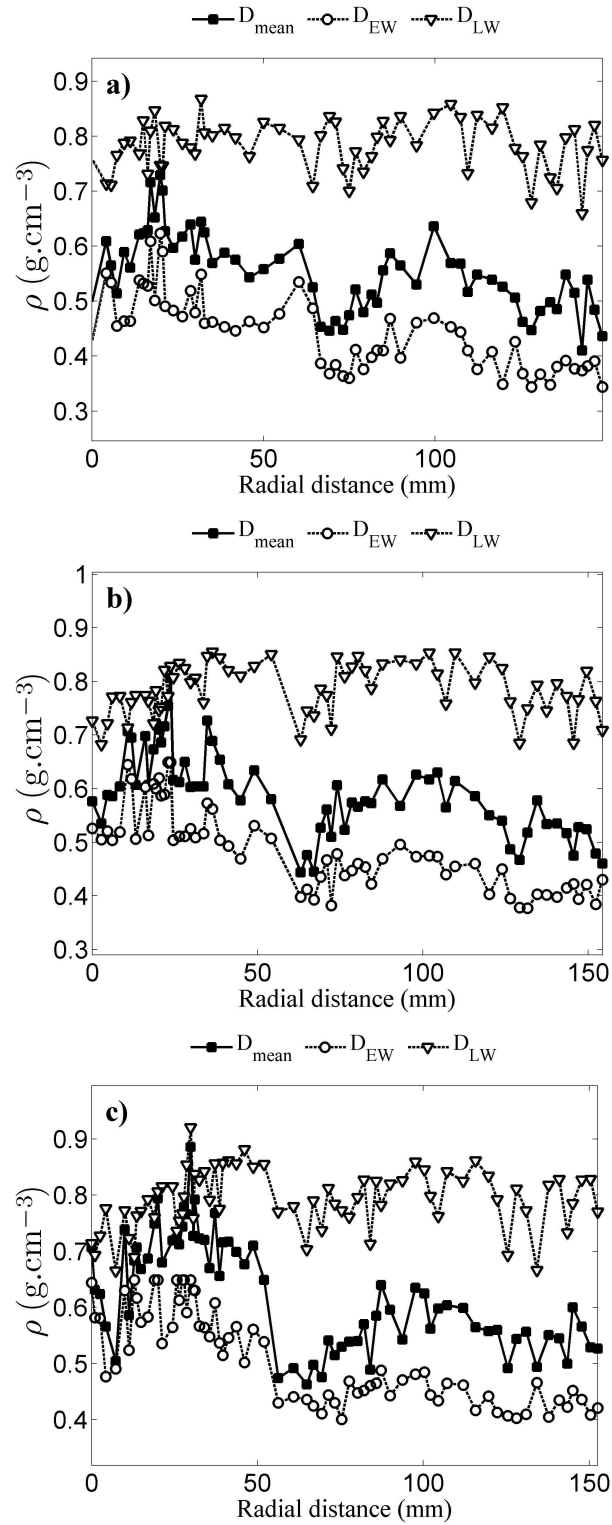 D_mean D_EW D_LW
a)
0.9
0.8
0.7
0.6
0.5
0.4
0.3
ρ (g.cm−3)
0 50 100
Radial distance (mm)
D_mean D_EW D_LW
b)
1
0.9
0.8
0.7
0.6
0.5
0.4
0.3
ρ (g.cm−3)
0 50 100 150
Radial distance (mm)
D_mean D_EW D_LW
c)
0.9
0.8
0.7
0.6
0.5
0.4
ρ (g.cm−3)
0 50 100 150
Radial distance (mm)